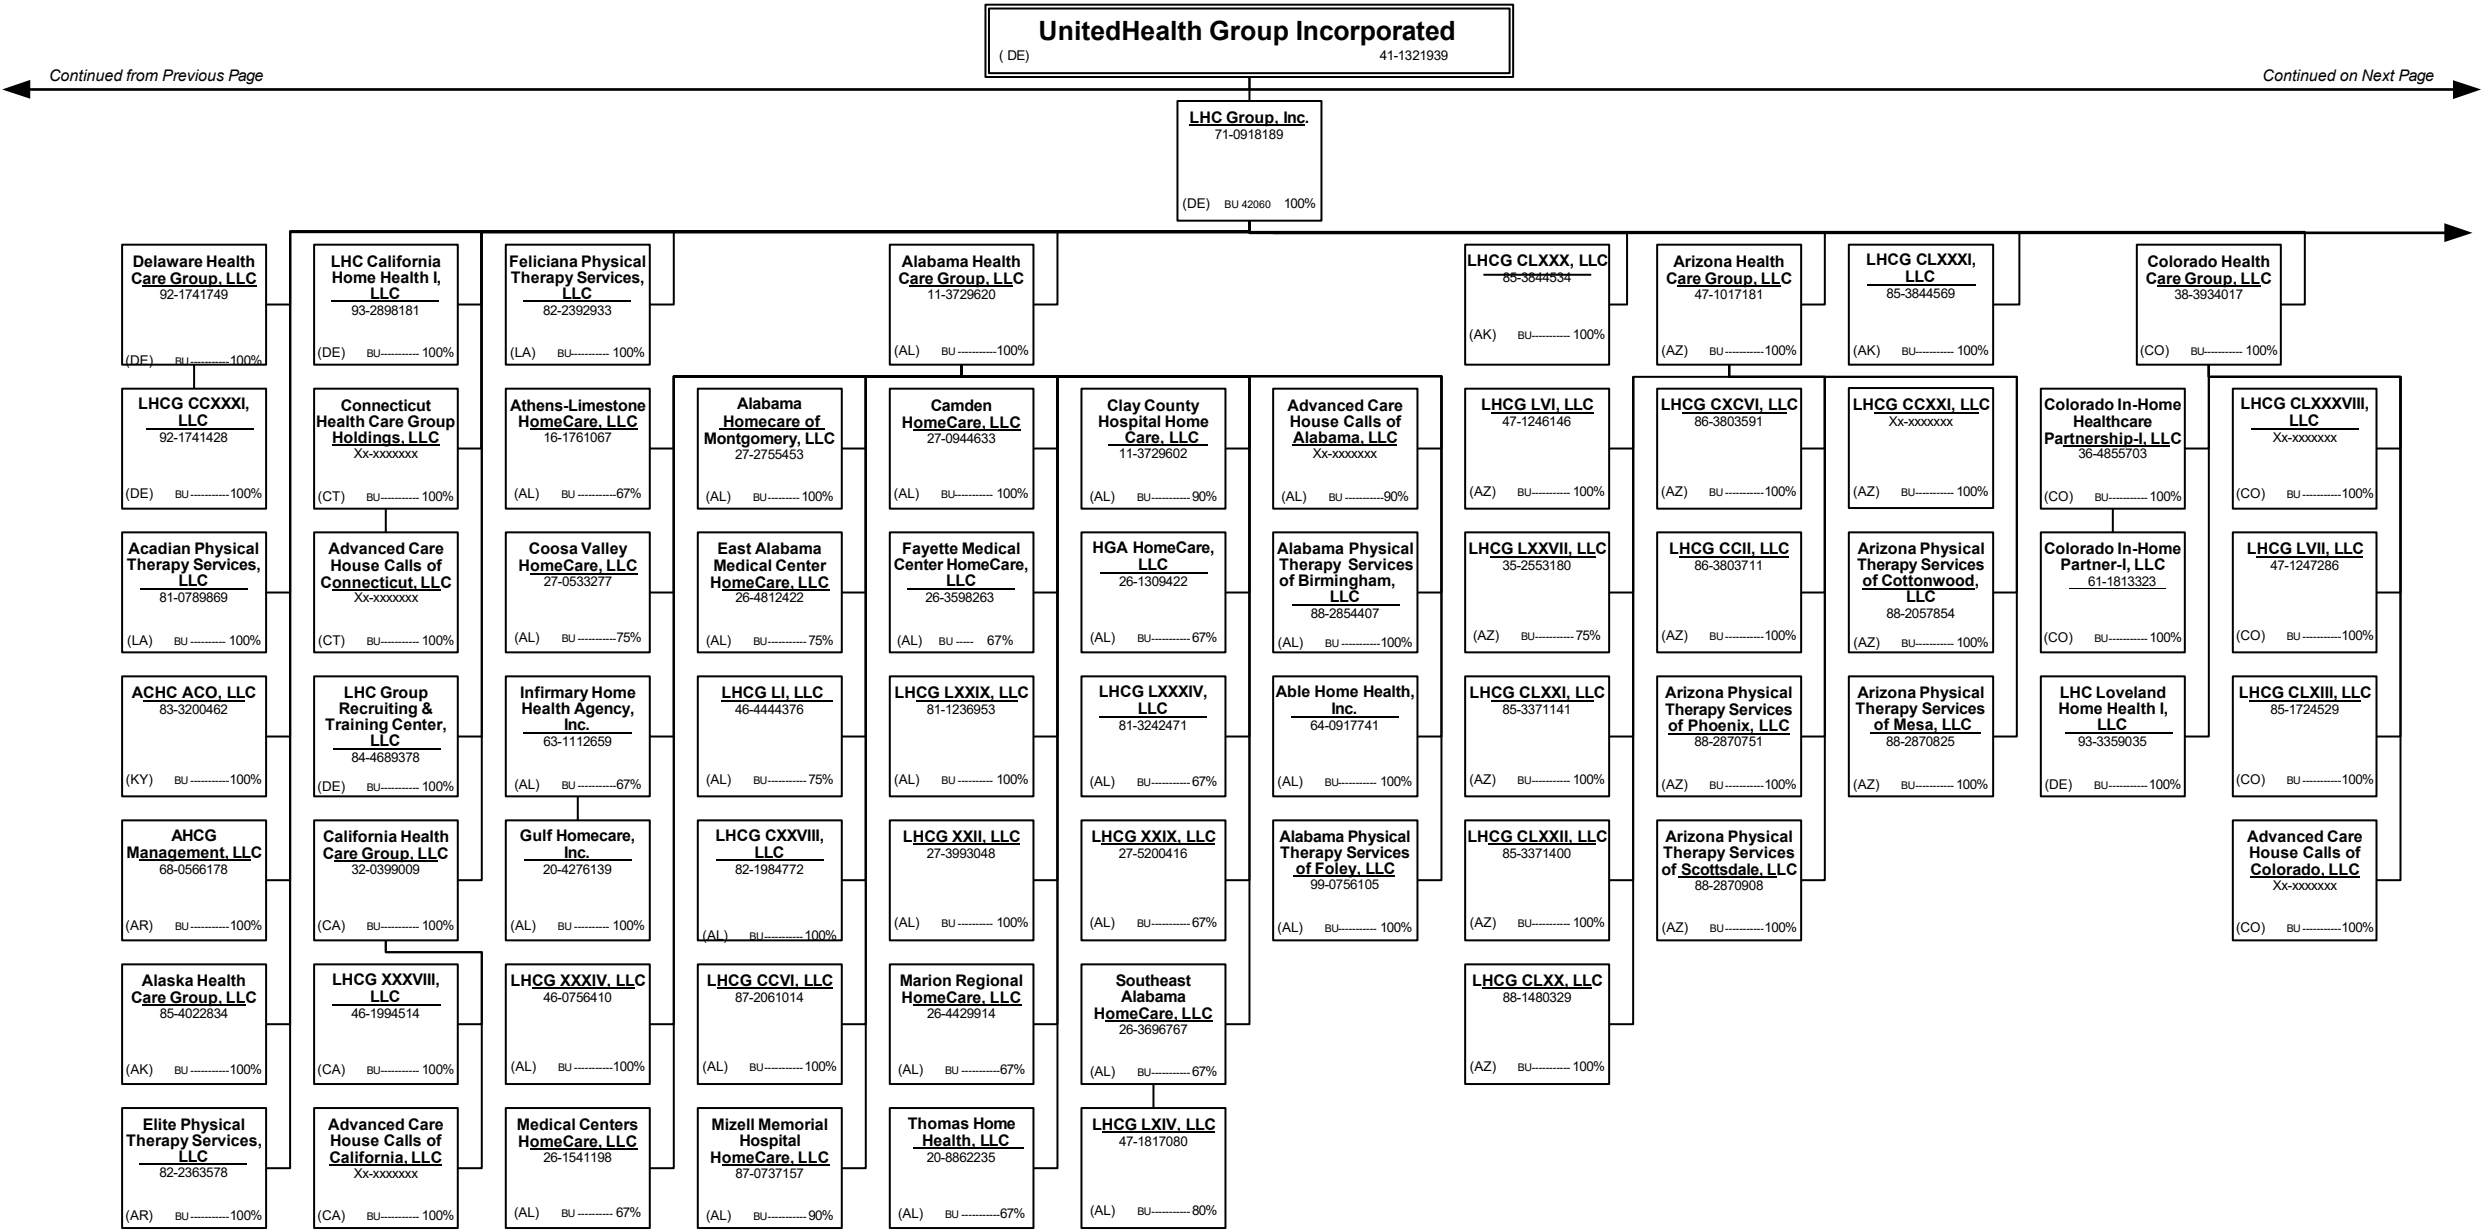 UnitedHealth Group Incorporated
( DE) 41-1321939
Continued from Previous Page
Continued on Next Page
LHC Group, Inc.
71-0918189
(DE) BU 42060 100%
Delaware Health
Care Group, LLC
92-1741749
(DE) BU-----------100%
LHC California
Home Health I,
LLC
93-2898181
(DE) BU---------- 100%
Feliciana Physical
Therapy Services,
LLC
82-2392933
(LA) BU---------- 100%
Alabama Health
Care Group, LLC
11-3729620
(AL) BU -----------100%
LHCG CLXXX, LLC
85-3844534
(AK) BU---------- 100%
Arizona Health
Care Group, LLC
47-1017181
(AZ) BU -----------100%
LHCG CLXXXI,
LLC
85-3844569
(AK) BU---------- 100%
Colorado Health
Care Group, LLC
38-3934017
(CO) BU---------- 100%
LHCG CCXXXI,
LLC
92-1741428
(DE) BU -----------100%
Connecticut
Health Care Group
Holdings, LLC
Xx-xxxxxxx
(CT) BU---------- 100%
Athens-Limestone
HomeCare, LLC
16-1761067
(AL) BU -----------67%
Alabama
Homecare of
Montgomery, LLC
27-2755453
(AL) BU--------- 100%
Camden
HomeCare, LLC
27-0944633
(AL) BU---------- 100%
Clay County
Hospital Home
Care, LLC
11-3729602
(AL) BU-----------90%
Advanced Care
House Calls of
Alabama, LLC
Xx-xxxxxxx
(AL) BU -----------90%
LHCG LVI, LLC
47-1246146
(AZ) BU---------- 100%
LHCG CXCVI, LLC
86-3803591
(AZ) BU-----------100%
LHCG CCXXI, LLC
Xx-xxxxxxx
(AZ) BU---------- 100%
Colorado In-Home
Healthcare
Partnership-I, LLC
36-4855703
(CO) BU---------- 100%
LHCG CLXXXVIII,
LLC
Xx-xxxxxxx
(CO) BU-----------100%
Acadian Physical
Therapy Services,
LLC
81-0789869
(LA) BU ---------- 100%
Advanced Care
House Calls of
Connecticut, LLC
Xx-xxxxxxx
(CT) BU---------- 100%
Coosa Valley
HomeCare, LLC
27-0533277
(AL) BU -----------75%
East Alabama
Medical Center
HomeCare, LLC
26-4812422
(AL) BU-----------75%
Fayette Medical
Center HomeCare,
LLC
26-3598263
(AL) BU ----- 67%
HGA HomeCare,
LLC
26-1309422
(AL) BU-----------67%
Alabama Physical
Therapy Services
of Birmingham,
LLC
88-2854407
(AL) BU -----------100%
LHCG LXXVII, LLC
35-2553180
(AZ) BU-----------75%
LHCG CCII, LLC
86-3803711
(AZ) BU-----------100%
Arizona Physical
Therapy Services
of Cottonwood,
LLC
88-2057854
(AZ) BU---------- 100%
Colorado In-Home
Partner-I, LLC
61-1813323
(CO) BU---------- 100%
LHCG LVII, LLC
47-1247286
(CO) BU-----------100%
ACHC ACO, LLC
83-3200462
(KY) BU -----------100%
LHC Group
Recruiting &
Training Center,
LLC
84-4689378
(DE) BU---------- 100%
Infirmary Home
Health Agency,
Inc.
63-1112659
(AL) BU -----------67%
LHCG LI, LLC
46-4444376
(AL) BU-----------75%
LHCG LXXIX, LLC
81-1236953
(AL) BU ---------- 100%
LHCG LXXXIV,
LLC
81-3242471
(AL) BU-----------67%
Able Home Health,
Inc.
64-0917741
(AL) BU---------- 100%
LHCG CLXXI, LLC
85-3371141
(AZ) BU---------- 100%
Arizona Physical
Therapy Services
of Phoenix, LLC
88-2870751
(AZ) BU-----------100%
Arizona Physical
Therapy Services
of Mesa, LLC
88-2870825
(AZ) BU---------- 100%
LHC Loveland
Home Health I,
LLC
93-3359035
(DE) BU---------- 100%
LHCG CLXIII, LLC
85-1724529
(CO) BU-----------100%
AHCG
Management, LLC
68-0566178
(AR) BU-----------100%
California Health
Care Group, LLC
32-0399009
(CA) BU---------- 100%
Gulf Homecare,
Inc.
20-4276139
(AL) BU ---------- 100%
LHCG CXXVIII,
LLC
82-1984772
(AL) BU-----------100%
LHCG XXII, LLC
27-3993048
(AL) BU ---------- 100%
LHCG XXIX, LLC
27-5200416
(AL) BU-----------67%
Alabama Physical
Therapy Services
of Foley, LLC
99-0756105
(AL) BU---------- 100%
LHCG CLXXII, LLC
85-3371400
(AZ) BU---------- 100%
Arizona Physical
Therapy Services
of Scottsdale, LLC
88-2870908
(AZ) BU-----------100%
Advanced Care
House Calls of
Colorado, LLC
Xx-xxxxxxx
(CO) BU-----------100%
Alaska Health
Care Group, LLC
85-4022834
(AK) BU -----------100%
LHCG XXXVIII,
LLC
46-1994514
(CA) BU---------- 100%
LHCG XXXIV, LLC
46-0756410
(AL) BU -----------100%
LHCG CCVI, LLC
87-2061014
(AL) BU---------- 100%
Marion Regional
HomeCare, LLC
26-4429914
(AL) BU -----------67%
Southeast
Alabama
HomeCare, LLC
26-3696767
(AL) BU-----------67%
LHCG CLXX, LLC
88-1480329
(AZ) BU---------- 100%
Elite Physical
Therapy Services,
LLC
82-2363578
(AR) BU-----------100%
Advanced Care
House Calls of
California, LLC
Xx-xxxxxxx
(CA) BU---------- 100%
Medical Centers
HomeCare, LLC
26-1541198
(AL) BU ---------- 67%
Mizell Memorial
Hospital
HomeCare, LLC
87-0737157
(AL) BU-----------90%
Thomas Home
Health, LLC
20-8862235
(AL) BU-----------67%
LHCG LXIV, LLC
47-1817080
(AL) BU-----------80%